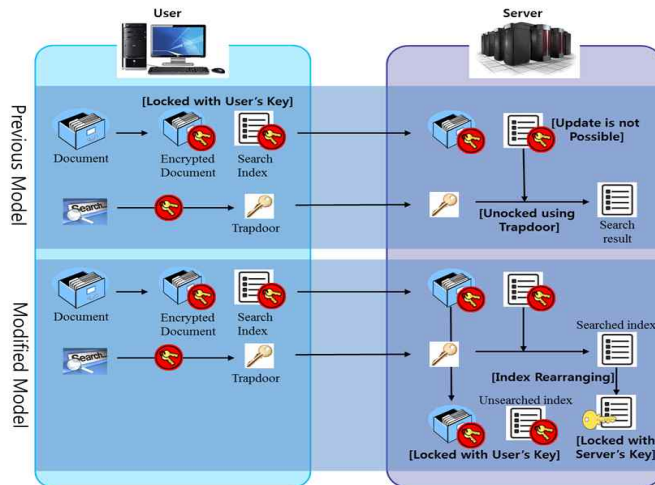 User
Server
Previous Model
[Locked with User's Key]
Document
Encrypted
Document
Search
Index
[Update is not
Possible]
Search...
Trapdoor
[Unocked using
Trapdoor]
Search
result
Modified Model
Document
Encrypted
Document
Search
Index
Search...
Trapdoor
Searched index
[Index Rearranging]
Unsearched index
[Locked with User's Key]
[Locked with
Server's Key]